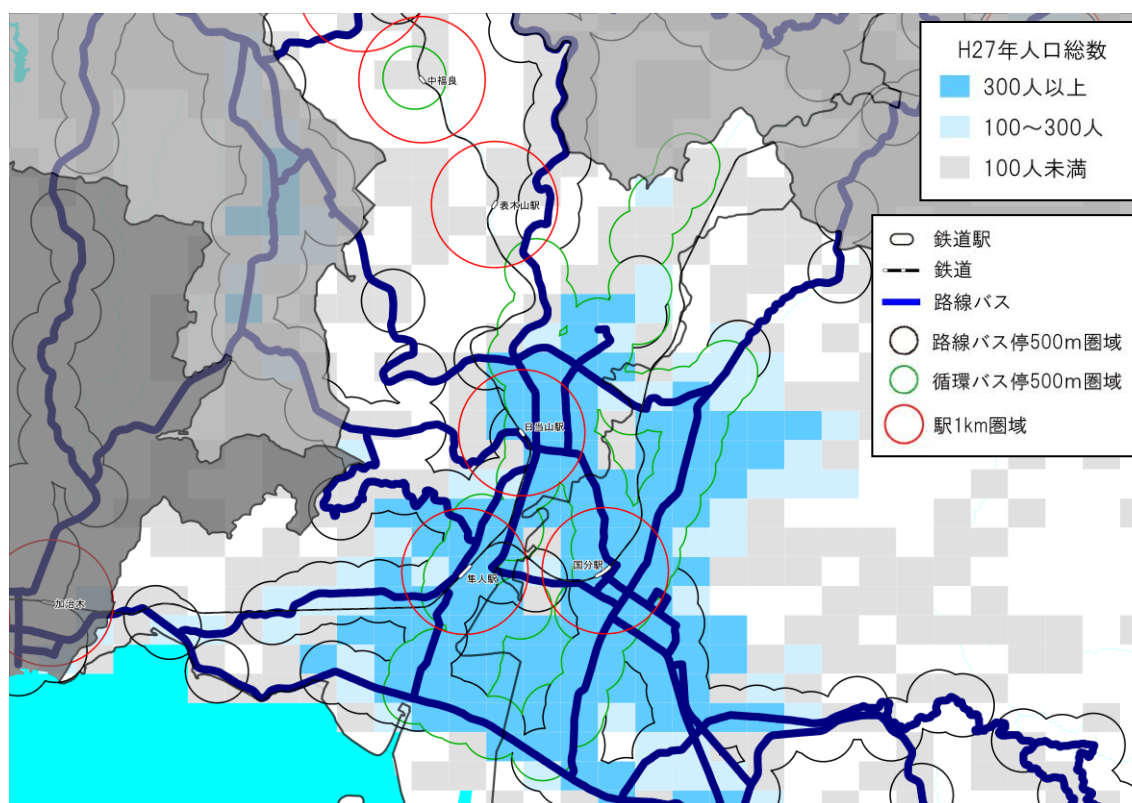 H27年人口総数
300人以上
100～300人
100人未満
鉄道駅
鉄道
路線バス
路線バス停500m圏域
循環バス停500m圏域
駅1km圏域
中福良
表木山駅
日当山駅
隼人駅
国分駅
加治木